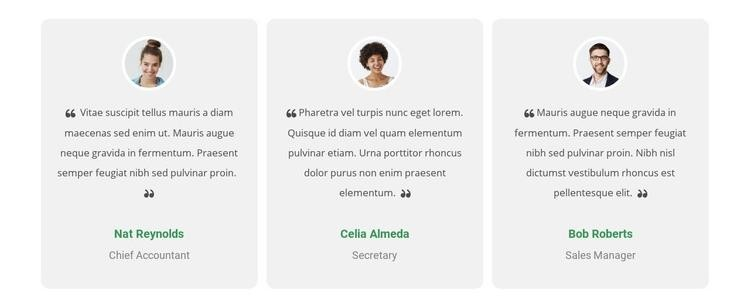 ❝ Vitae suscipit tellus mauris a diam
maecenas sed enim ut. Mauris augue
neque gravida in fermentum. Praesent
semper feugiat nibh sed pulvinar proin.
❞
Nat Reynolds
Chief Accountant
❝ Pharetra vel turpis nunc eget lorem.
Quisque id diam vel quam elementum
pulvinar etiam. Urna porttitor rhoncus
dolor purus non enim praesent
elementum. ❞
Celia Almeda
Secretary
❝ Mauris augue neque gravida in
fermentum. Praesent semper feugiat
nibh sed pulvinar proin. Nibh nisl
dictumst vestibulum rhoncus est
pellentesque elit. ❞
Bob Roberts
Sales Manager